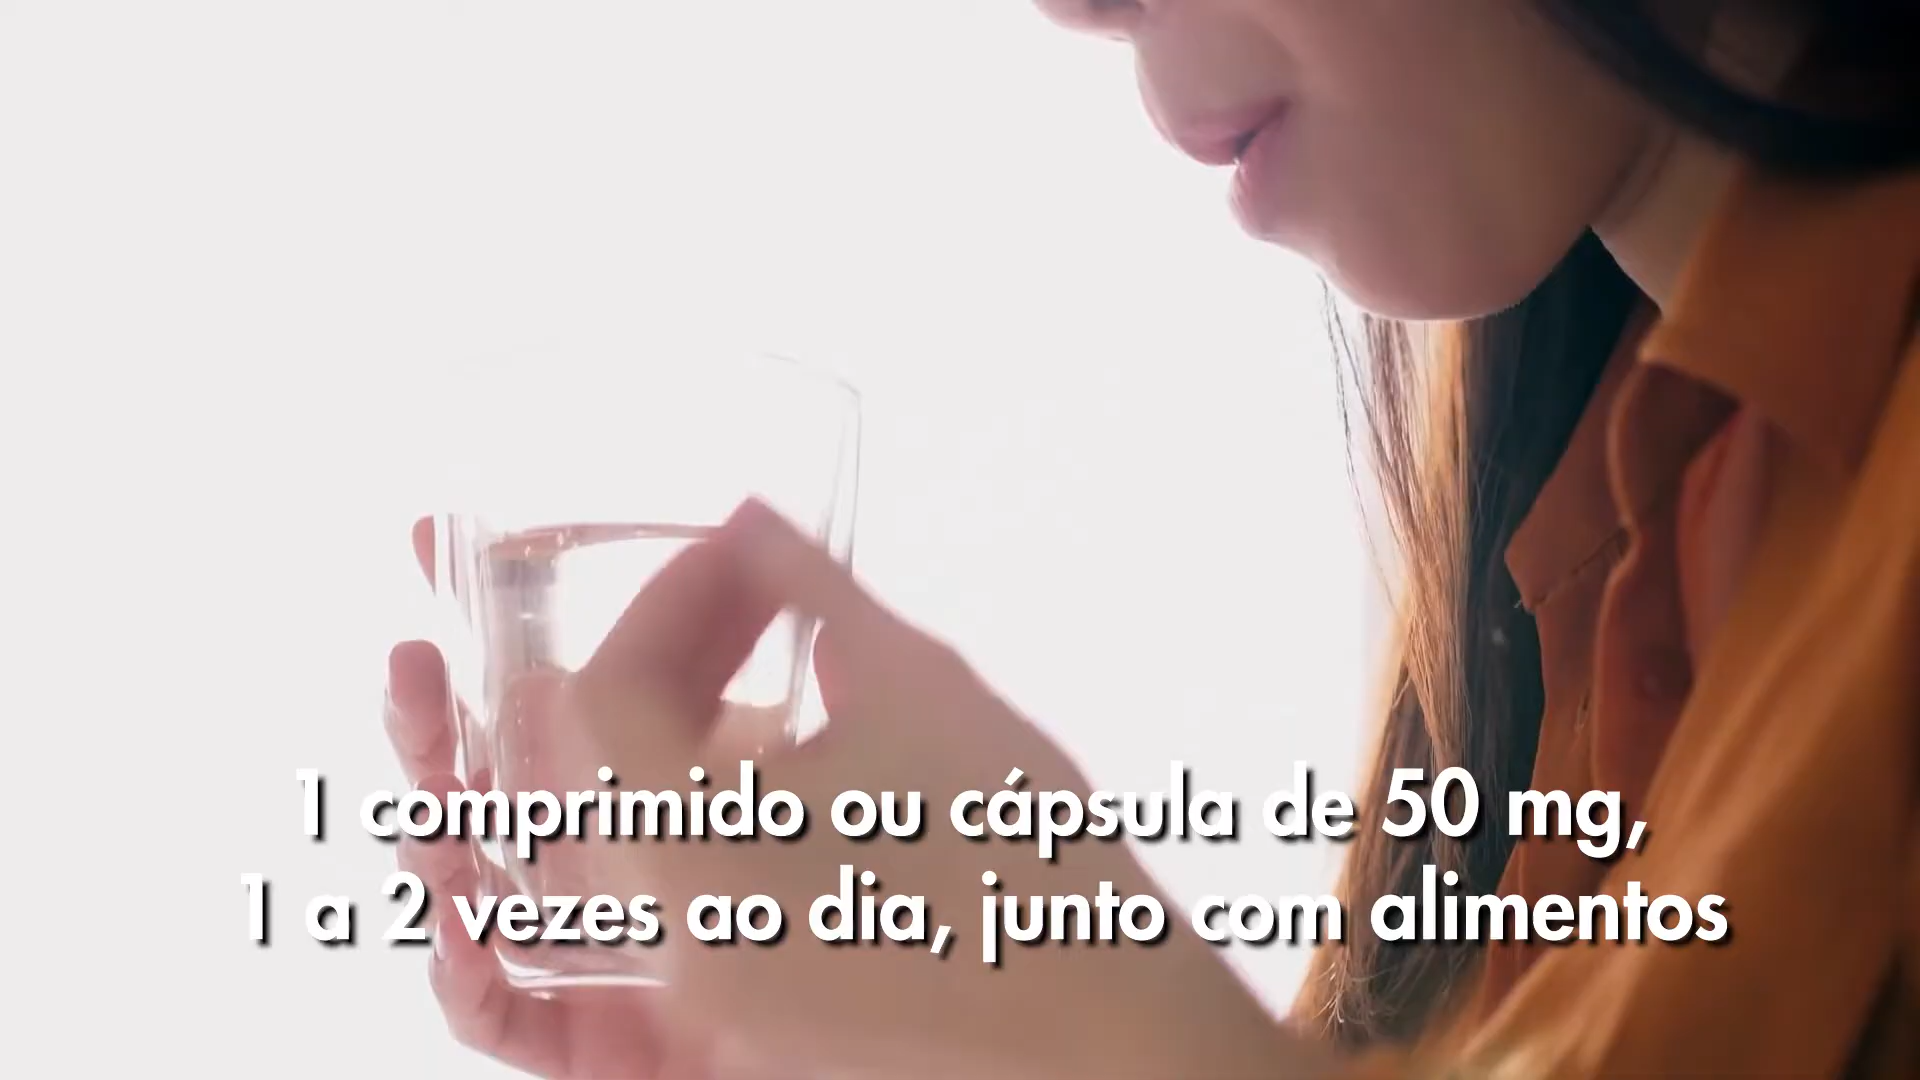 1 comprimido ou cápsula de 50 mg,
1 a 2 vezes ao dia, junto com alimentos